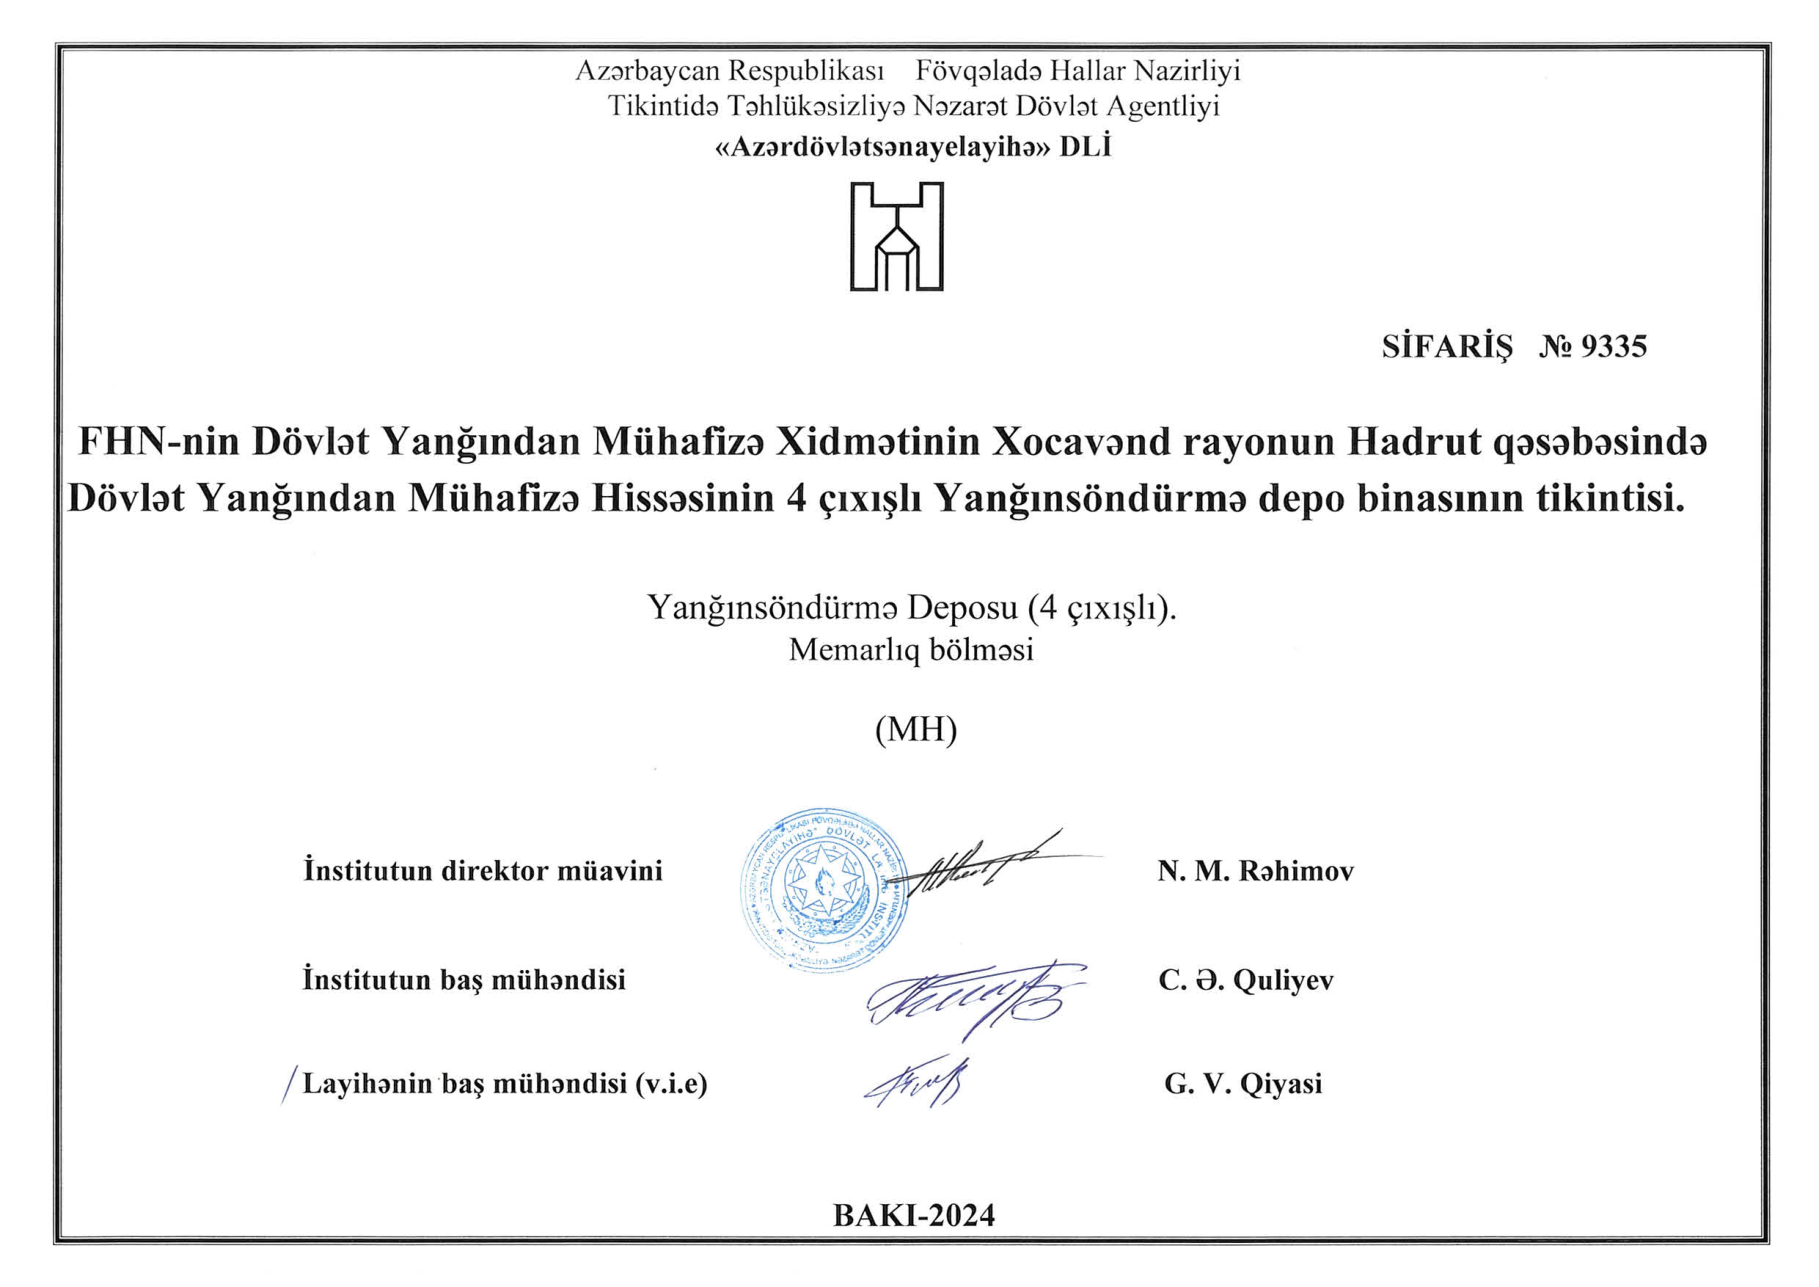 Azərbaycan Respublikası Fövqəladə Hallar Nazirliyi
Tikintidə Təhlükəsizliyə Nəzarət Dövlət Agentliyi
«Azərdövlətsənayelayihə» DLİ
SİFARİŞ № 9335
FHN-nin Dövlət Yanğından Mühafizə Xidmətinin Xocavənd rayonun Hadrut qəsəbəsində
Dövlət Yanğından Mühafizə Hissəsinin 4 çıxışlı Yanğınsöndürmə depo binasının tikintisi.
Yanğınsöndürmə Deposu (4 çıxışlı).
Memarlıq bölməsi
(MH)
İnstitutun direktor müavini N. M. Rəhimov
İnstitutun baş mühəndisi C. Ə. Quliyev
Layihənin baş mühəndisi (v.i.e) G. V. Qiyasi
BAKI-2024